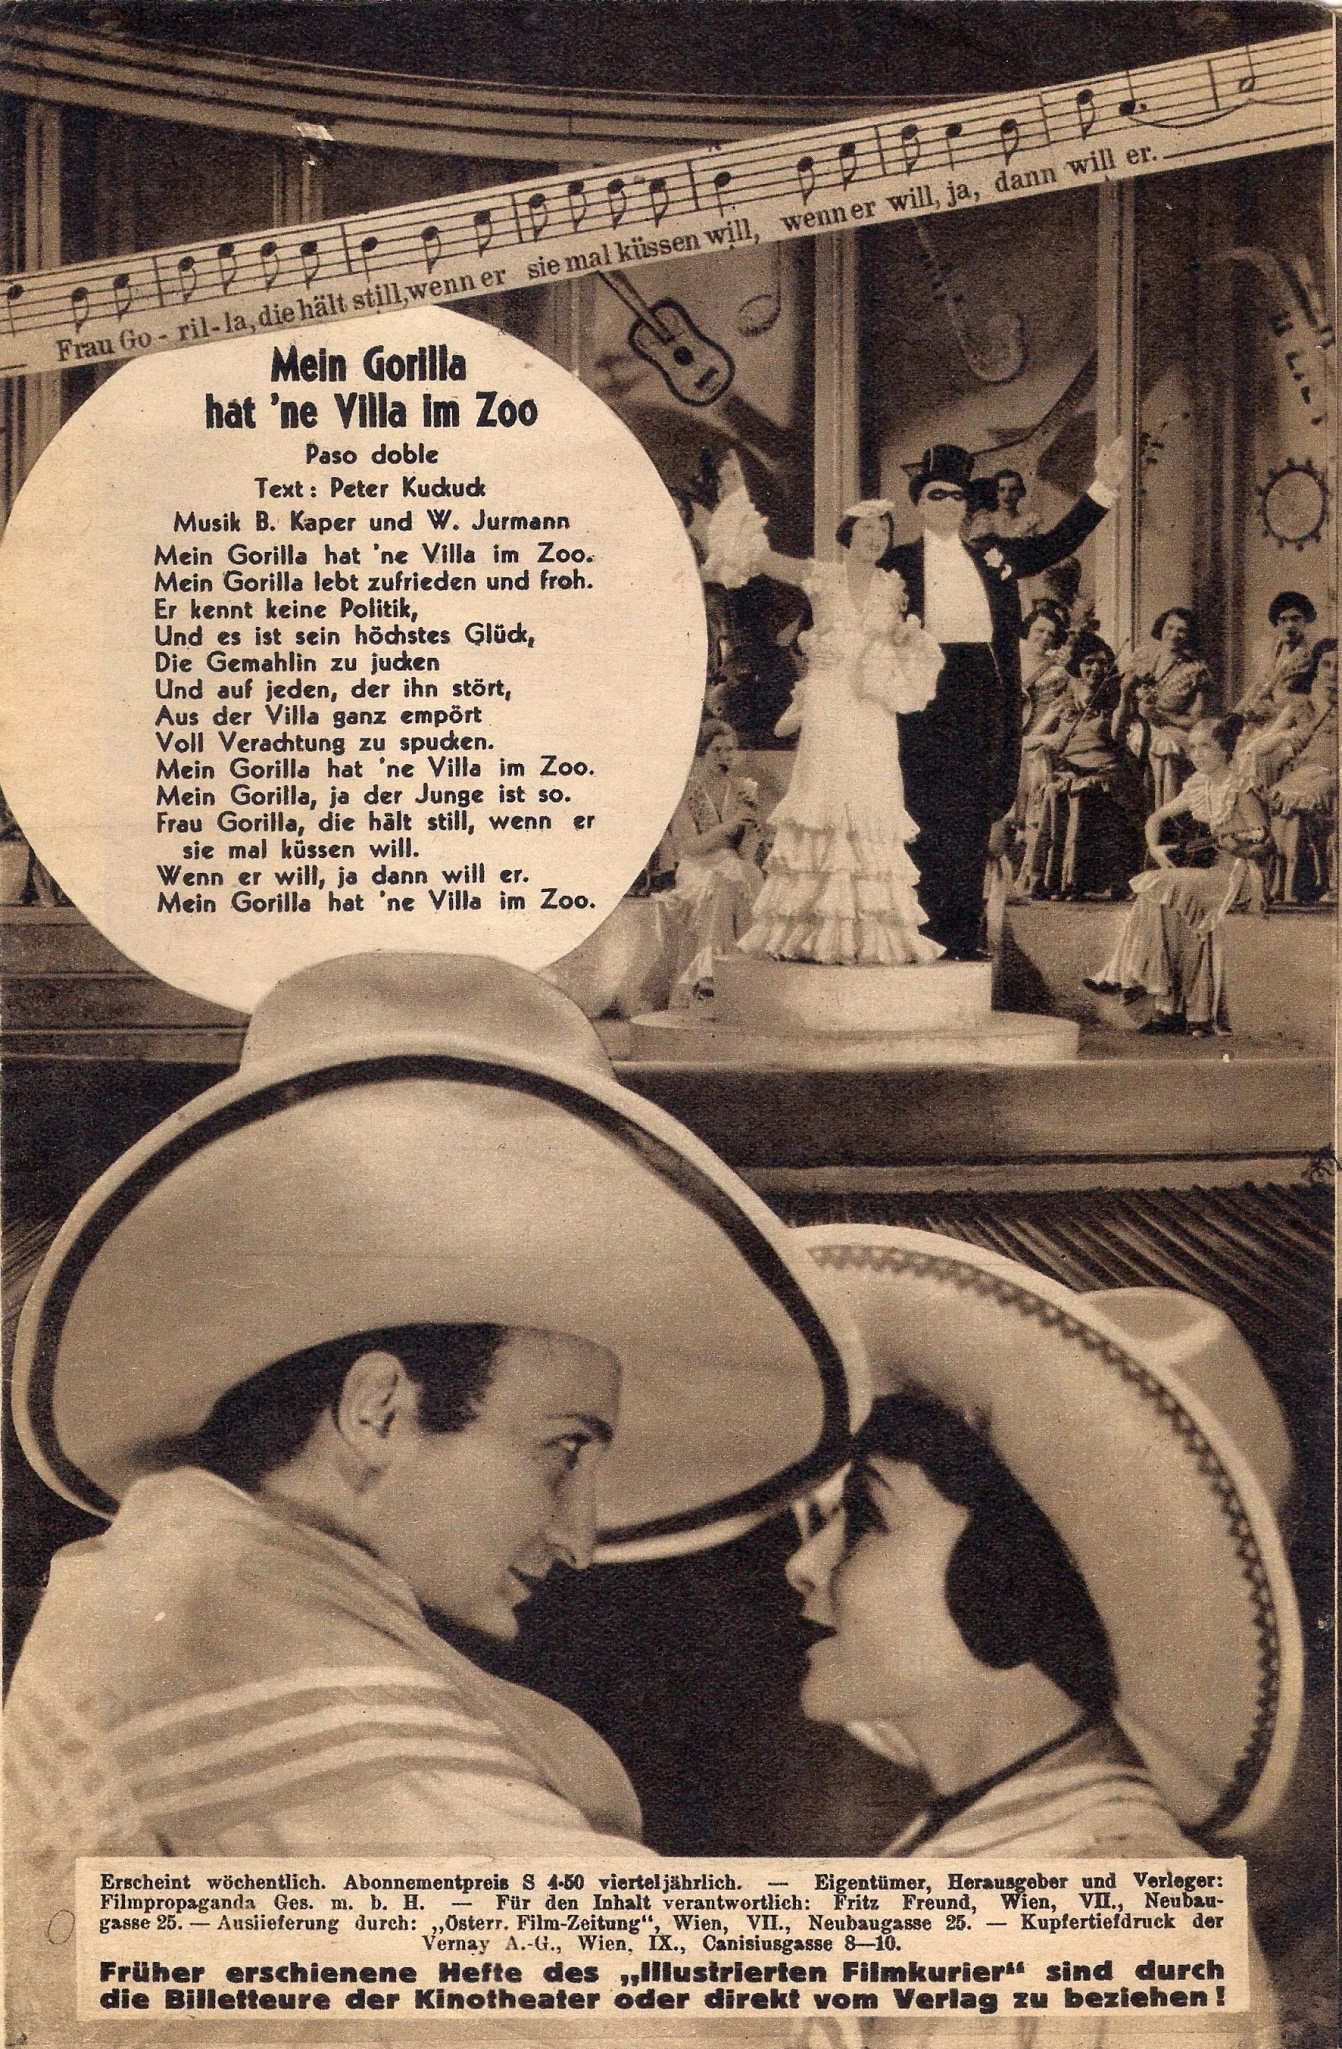 Frau Go - ril - la, die hält still, wenn er sie mal küssen will, wenn er will, ja, dann will er.
Mein Gorilla
hat 'ne Villa im Zoo
Paso doble
Text: Peter Kuckuck
Musik B. Kaper und W. Jurmann
Mein Gorilla hat 'ne Villa im Zoo.
Mein Gorilla lebt zufrieden und froh.
Er kennt keine Politik,
Und es ist sein höchstes Glück,
Die Gemahlin zu jucken
Und auf jeden, der ihn stört,
Aus der Villa ganz empört
Voll Verachtung zu spucken.
Mein Gorilla hat 'ne Villa im Zoo.
Mein Gorilla, ja der Junge ist so.
Frau Gorilla, die hält still, wenn er
sie mal küssen will.
Wenn er will, ja dann will er.
Mein Gorilla hat 'ne Villa im Zoo.
Erscheint wöchentlich. Abonnementpreis S 4·50 vierteljährlich. — Eigentümer, Herausgeber und Verleger:
Filmpropaganda Ges. m. b. H. — Für den Inhalt verantwortlich: Fritz Freund, Wien, VII., Neubau-
gasse 25. — Auslieferung durch: „Österr. Film-Zeitung“, Wien, VII., Neubaugasse 25. — Kupfertiefdruck der
Vernay A.-G., Wien, IX., Canisiusgasse 8—10.
Früher erschienene Hefte des „Illustrierten Filmkurier“ sind durch
die Billetteure der Kinotheater oder direkt vom Verlag zu beziehen!